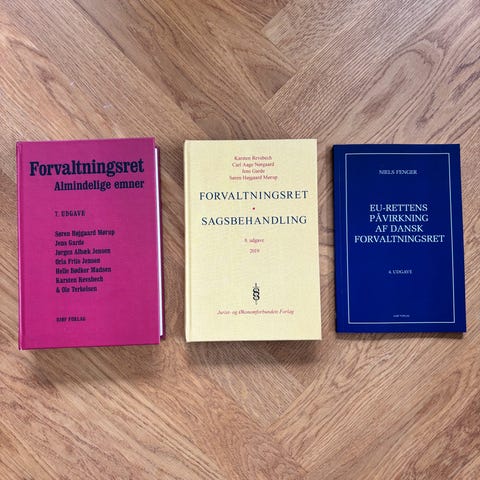 Forvaltningsret
Almindelige emner
7. UDGAVE
Søren Højgaard Mørup
Jens Garde
Jørgen Albæk Jensen
Orla Friis Jensen
Helle Bødker Madsen
Karsten Revsbech
& Ole Terkelsen
DJØF FORLAG
Karsten Revsbech
Carl Aage Nørgaard
Jens Garde
Søren Højgaard Mørup
FORVALTNINGSRET
•
SAGSBEHANDLING
8. udgave
2019
Jurist- og Økonomforbundets Forlag
NIELS FENGER
EU-RETTENS
PÅVIRKNING
AF DANSK
FORVALTNINGSRET
4. UDGAVE
DJØF FORLAG